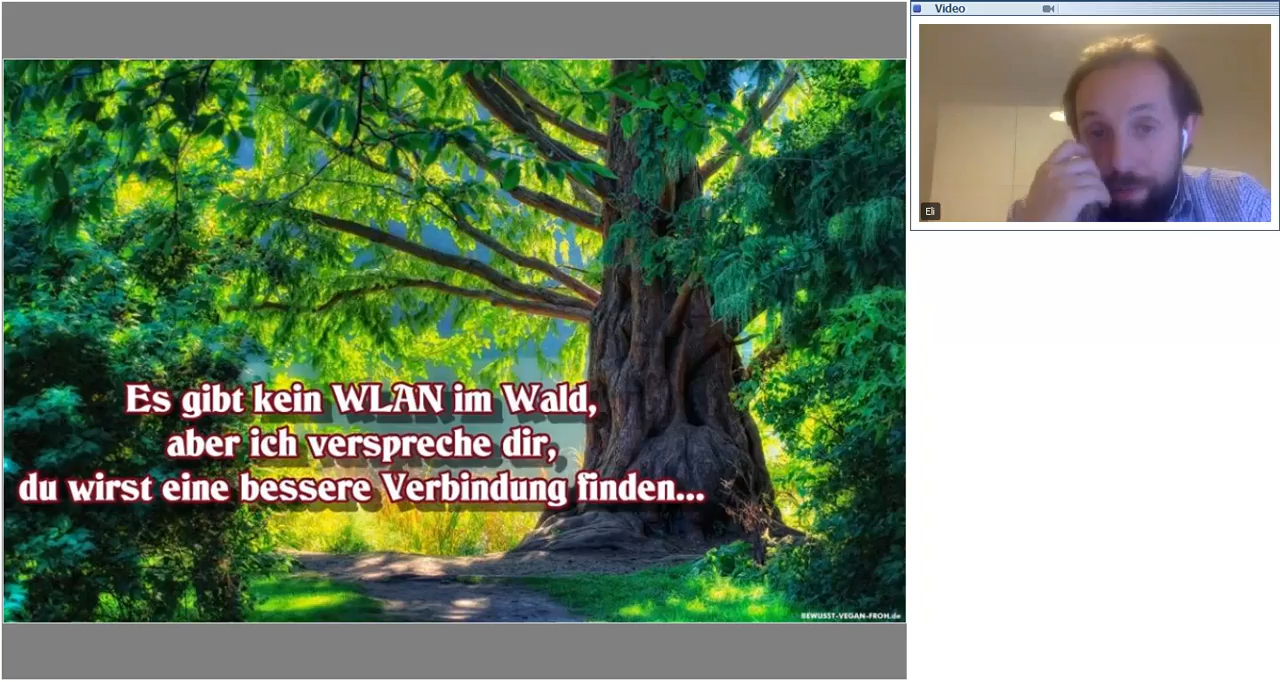 Video
Eli
Es gibt kein WLAN im Wald,
aber ich verspreche dir,
du wirst eine bessere Verbindung finden...
BEWUSST-VEGAN-FROH.de